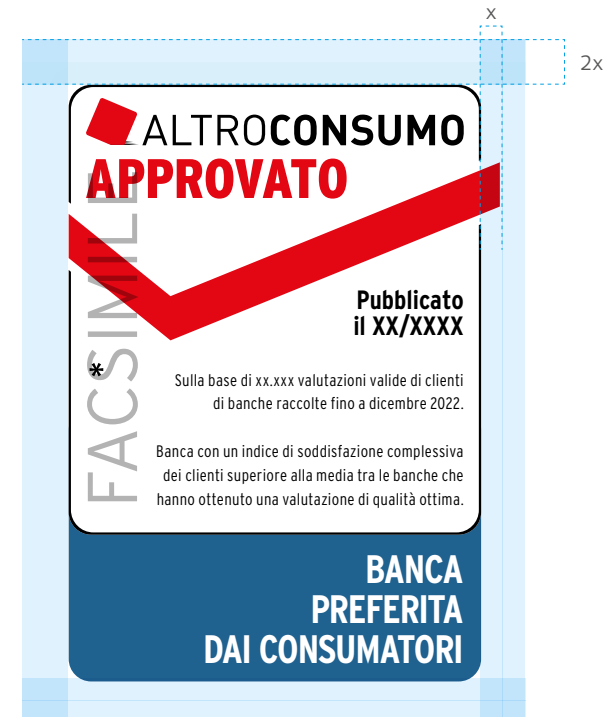 x
2x
ALTROCONSUMO
APPROVATO
FACSIMILE
Pubblicato
il XX/XXXX
*
Sulla base di xx.xxx valutazioni valide di clienti
di banche raccolte fino a dicembre 2022.
Banca con un indice di soddisfazione complessiva
dei clienti superiore alla media tra le banche che
hanno ottenuto una valutazione di qualità ottima.
BANCA
PREFERITA
DAI CONSUMATORI